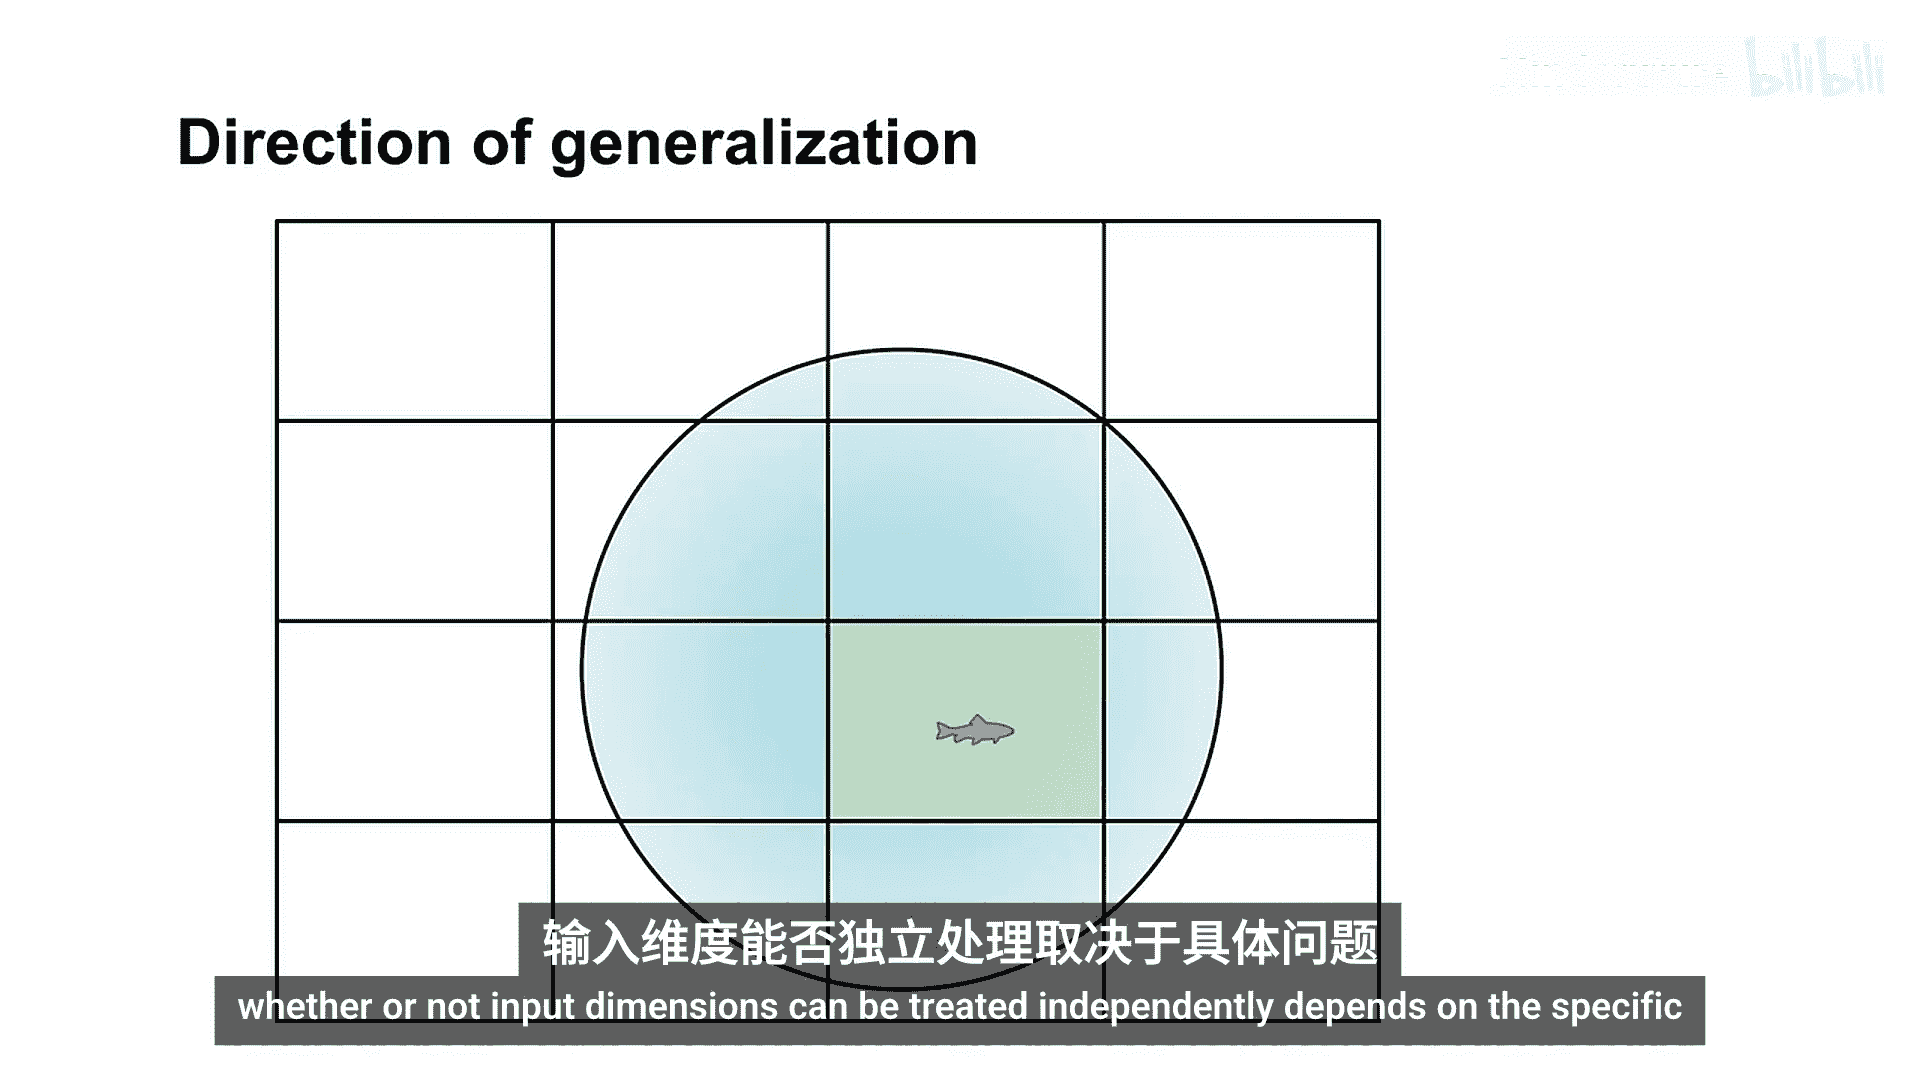 bilibili
Direction of generalization
输入维度能否独立处理取决于具体问题
whether or not input dimensions can be treated independently depends on the specific